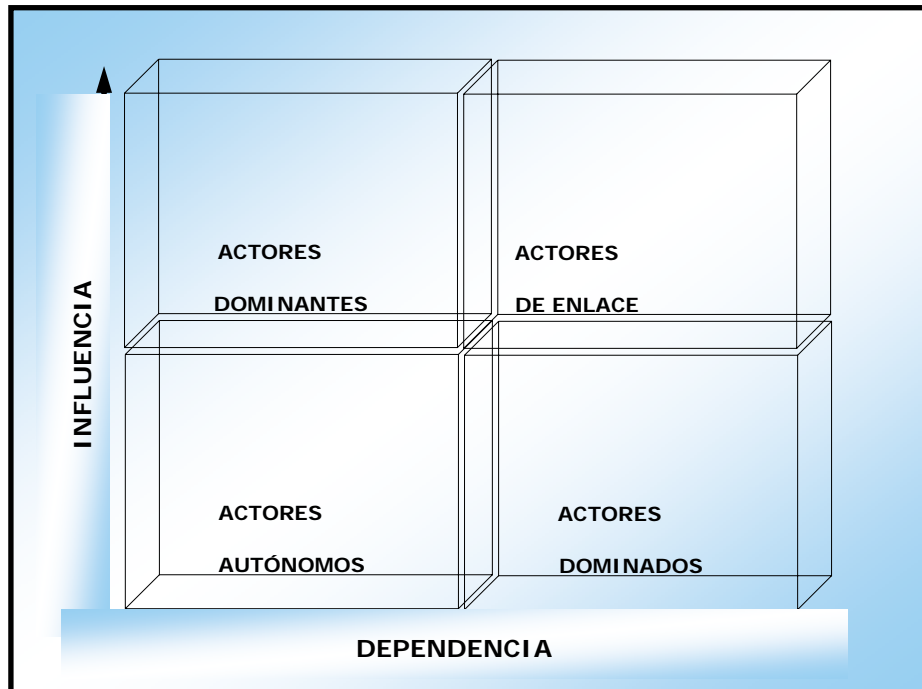 ACTORES
DOMINANTES
ACTORES
DE ENLACE
INFLUENCIA
ACTORES
AUTÓNOMOS
ACTORES
DOMINADOS
DEPENDENCIA